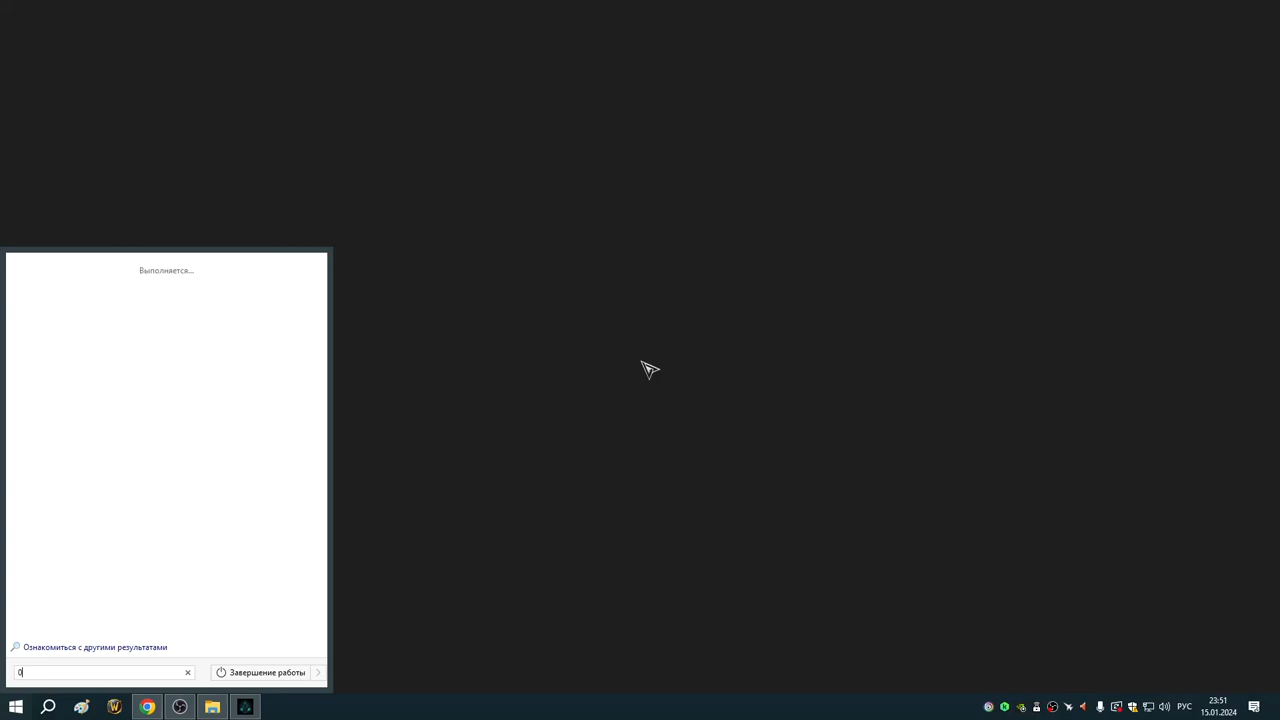 Выполняется...
Ознакомиться с другими результатами
0
Завершение работы
W
РУС
23:51
15.01.2024